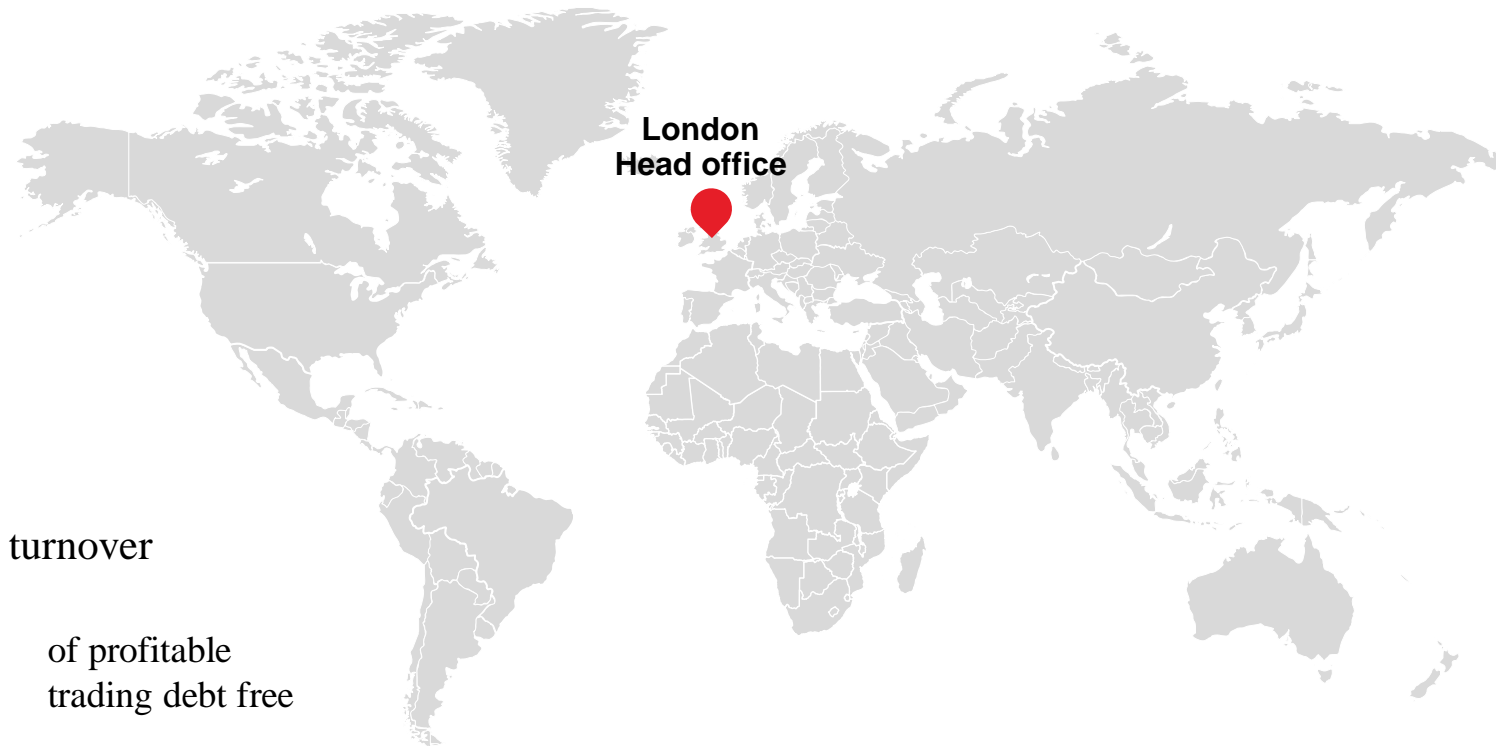 London
Head office
turnover
of profitable
trading debt free